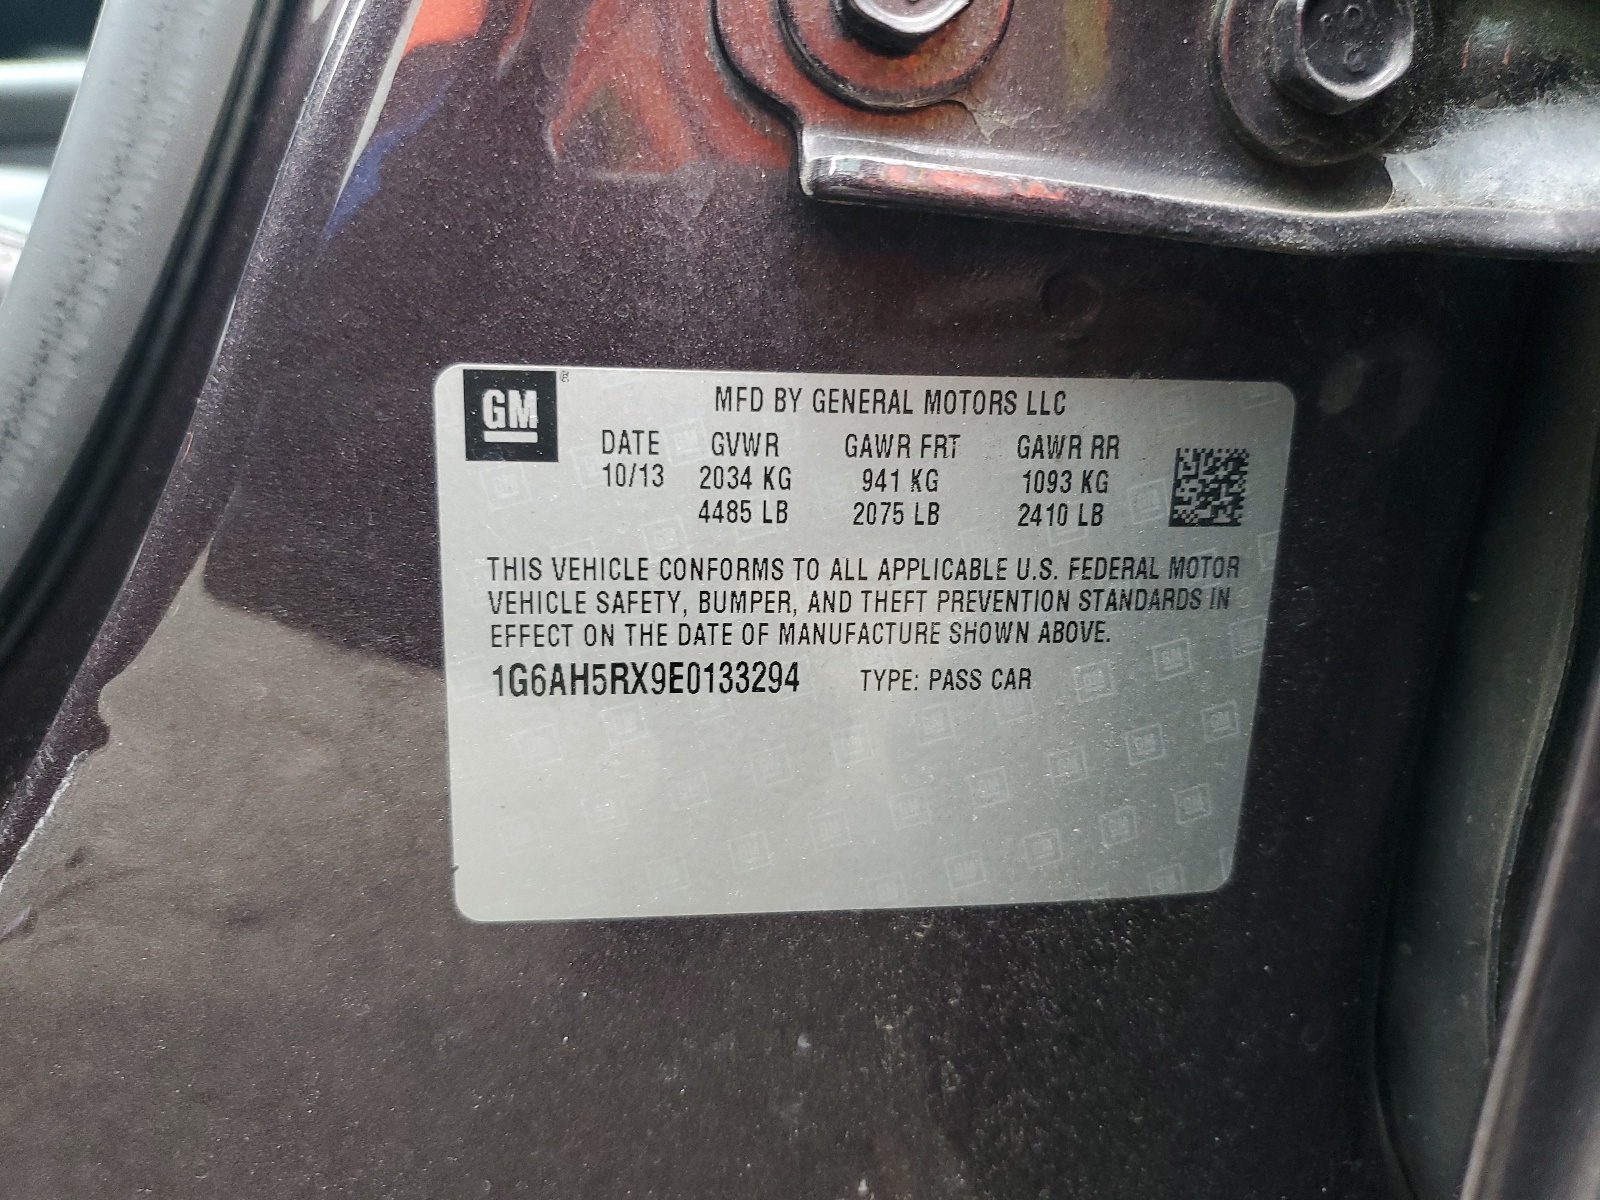 GM ®
MFD BY GENERAL MOTORS LLC
DATE GVWR GAWR FRT GAWR RR
10/13 2034 KG 941 KG 1093 KG
4485 LB 2075 LB 2410 LB
THIS VEHICLE CONFORMS TO ALL APPLICABLE U.S. FEDERAL MOTOR
VEHICLE SAFETY, BUMPER, AND THEFT PREVENTION STANDARDS IN
EFFECT ON THE DATE OF MANUFACTURE SHOWN ABOVE.
1G6AH5RX9E0133294 TYPE: PASS CAR